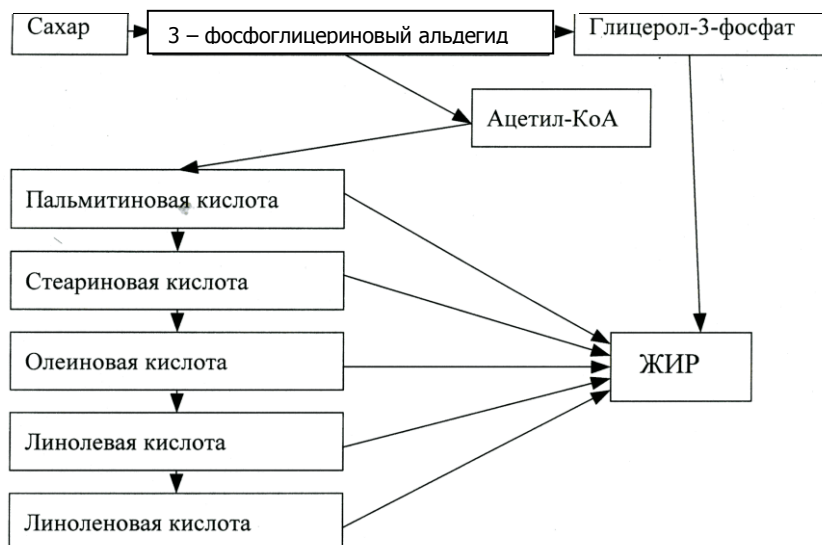 Сахар
3 – фосфоглицериновый альдегид
Глицерол-3-фосфат
Ацетил-КоА
Пальмитиновая кислота
Стеариновая кислота
Олеиновая кислота
ЖИР
Линолевая кислота
Линоленовая кислота